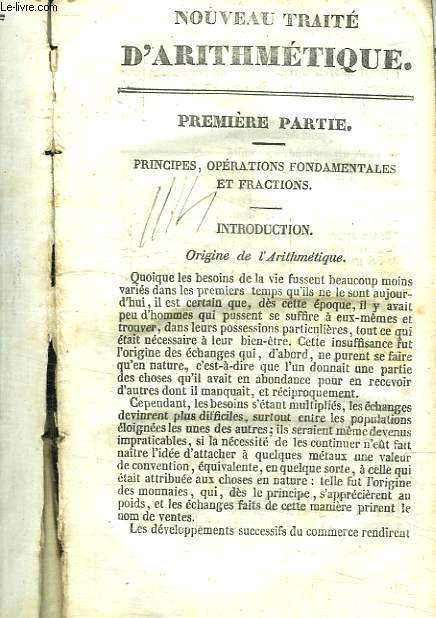 Le-livre.com
NOUVEAU TRAITÉ
D'ARITHMÉTIQUE.
PREMIÈRE PARTIE.
PRINCIPES, OPÉRATIONS FONDAMENTALES
ET FRACTIONS.
INTRODUCTION.
Origine de l'Arithmétique.
Quoique les besoins de la vie fussent beaucoup moins
variés dans les premiers temps qu'ils ne le sont aujour-
d'hui, il est certain que, dès cette époque, il y avait
peu d'hommes qui pussent se suffire à eux-mêmes et
trouver, dans leurs possessions particulières, tout ce qui
était nécessaire à leur bien-être. Cette insuffisance fut
l'origine des échanges qui, d'abord, ne purent se faire
qu'en nature, c'est-à-dire que l'un donnait une partie
des choses qu'il avait en abondance pour en recevoir
d'autres dont il manquait, et réciproquement.
Cependant, les besoins s'étant multipliés, les échanges
devinrent plus difficiles, surtout entre les populations
éloignées les unes des autres; ils seraient même devenus
impraticables, si la nécessité de les continuer n'eût fait
naître l'idée d'attacher à quelques métaux une valeur
de convention, équivalente, en quelque sorte, à celle qui
était attribuée aux choses en nature : telle fut l'origine
des monnaies, qui, dès le principe, s'apprécièrent au
poids, et les échanges faits de cette manière prirent le
nom de ventes.
Les développements successifs du commerce rendirent